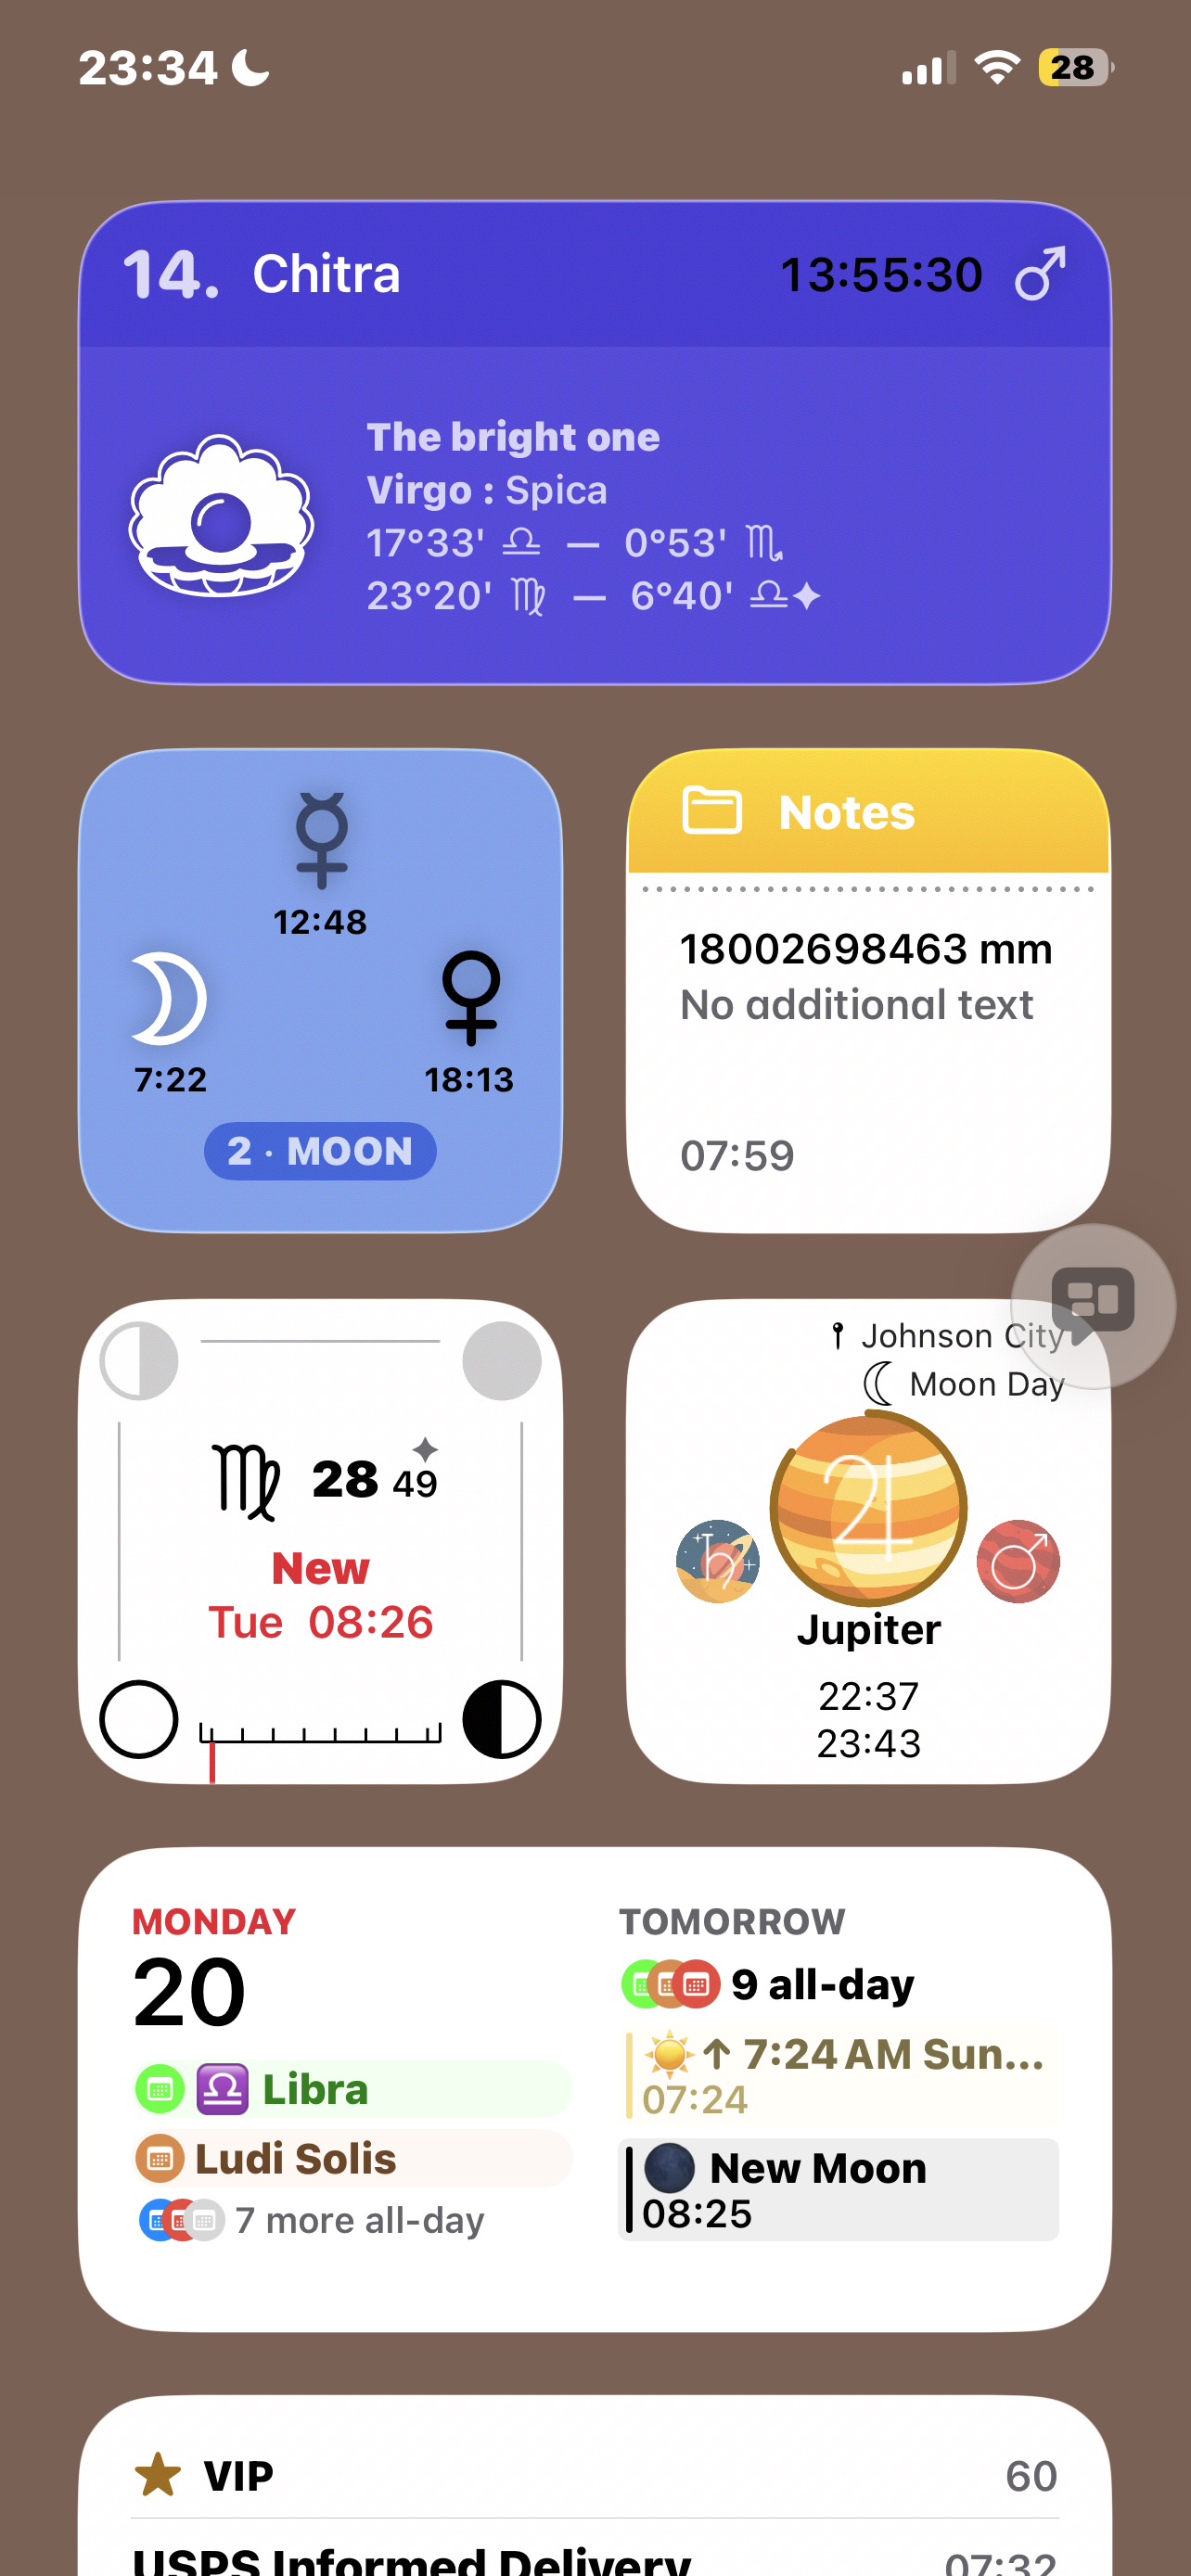 23:34
28
14. Chitra 13:55:30 ♂
The bright one
Virgo : Spica
17°33' ♎︎ — 0°53' ♏︎
23°20' ♍︎ — 6°40' ♎︎✦
☿
12:48
☽ ♀
7:22 18:13
2 · MOON
Notes
18002698463 mm
No additional text
07:59
♍︎ 28 49
New
Tue 08:26
Johnson City
Moon Day
♄ ♃ ♂
Jupiter
22:37
23:43
MONDAY
20
♎ Libra
Ludi Solis
7 more all-day
TOMORROW
9 all-day
☀️↑ 7:24 AM Sun...
07:24
🌑 New Moon
08:25
VIP 60
USPS Informed Delivery 07:32